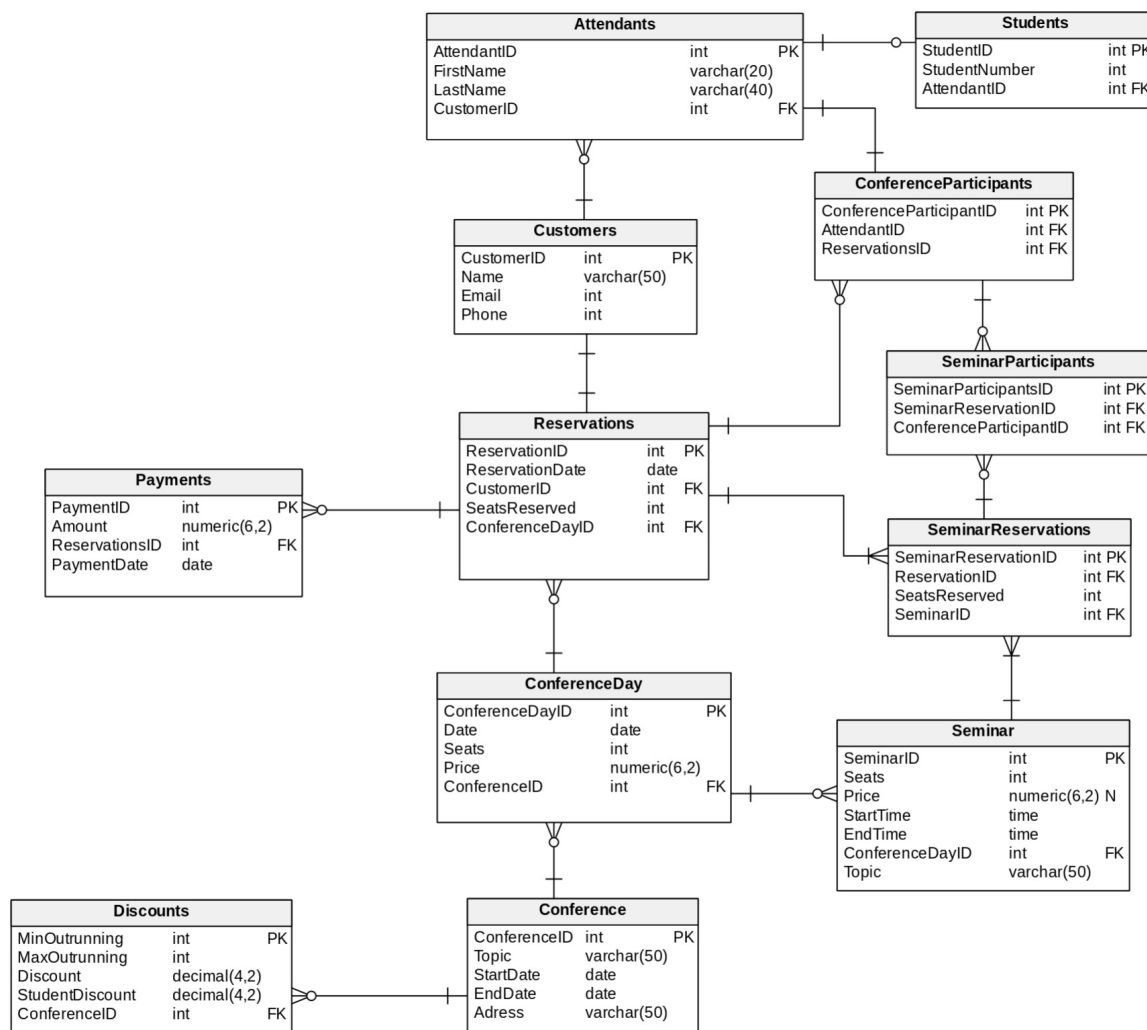 Attendants
AttendantID int PK
FirstName varchar(20)
LastName varchar(40)
CustomerID int FK
Students
StudentID int PK
StudentNumber int
AttendantID int FK
ConferenceParticipants
ConferenceParticipantID int PK
AttendantID int FK
ReservationsID int FK
Customers
CustomerID int PK
Name varchar(50)
Email int
Phone int
SeminarParticipants
SeminarParticipantsID int PK
SeminarReservationID int FK
ConferenceParticipantID int FK
Reservations
ReservationID int PK
ReservationDate date
CustomerID int FK
SeatsReserved int
ConferenceDayID int FK
Payments
PaymentID int PK
Amount numeric(6,2)
ReservationsID int FK
PaymentDate date
SeminarReservations
SeminarReservationID int PK
ReservationID int FK
SeatsReserved int
SeminarID int FK
ConferenceDay
ConferenceDayID int PK
Date date
Seats int
Price numeric(6,2)
ConferenceID int FK
Seminar
SeminarID int PK
Seats int
Price numeric(6,2) N
StartTime time
EndTime time
ConferenceDayID int FK
Topic varchar(50)
Discounts
MinOutrunning int PK
MaxOutrunning int
Discount decimal(4,2)
StudentDiscount decimal(4,2)
ConferenceID int FK
Conference
ConferenceID int PK
Topic varchar(50)
StartDate date
EndDate date
Adress varchar(50)